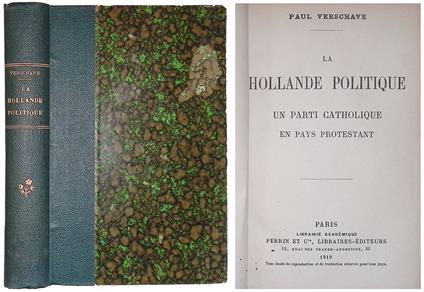 VERSCHAVE
LA
HOLLANDE
POLITIQUE
PAUL VERSCHAVE
LA
HOLLANDE POLITIQUE
UN PARTI CATHOLIQUE
EN PAYS PROTESTANT
PARIS
LIBRAIRIE ACADÉMIQUE
PERRIN ET Cie, LIBRAIRES-ÉDITEURS
35, QUAI DES GRANDS-AUGUSTINS, 35
1910
Tous droits de reproduction et de traduction réservés pour tous pays.